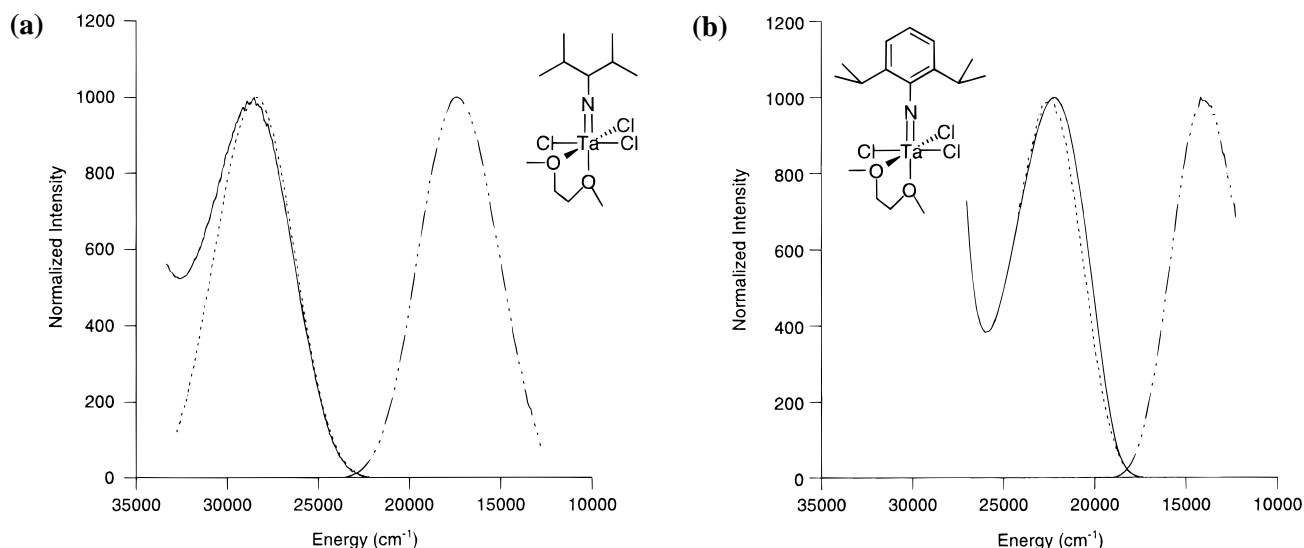 (a)
Normalized Intensity
1200
1000
800
600
400
200
0
35000 30000 25000 20000 15000 10000
Energy (cm⁻¹)
N
Cl Ta Cl
Cl
O
O
(b)
Normalized Intensity
1200
1000
800
600
400
200
0
35000 30000 25000 20000 15000 10000
Energy (cm⁻¹)
N
Cl
Cl Ta Cl
O
O